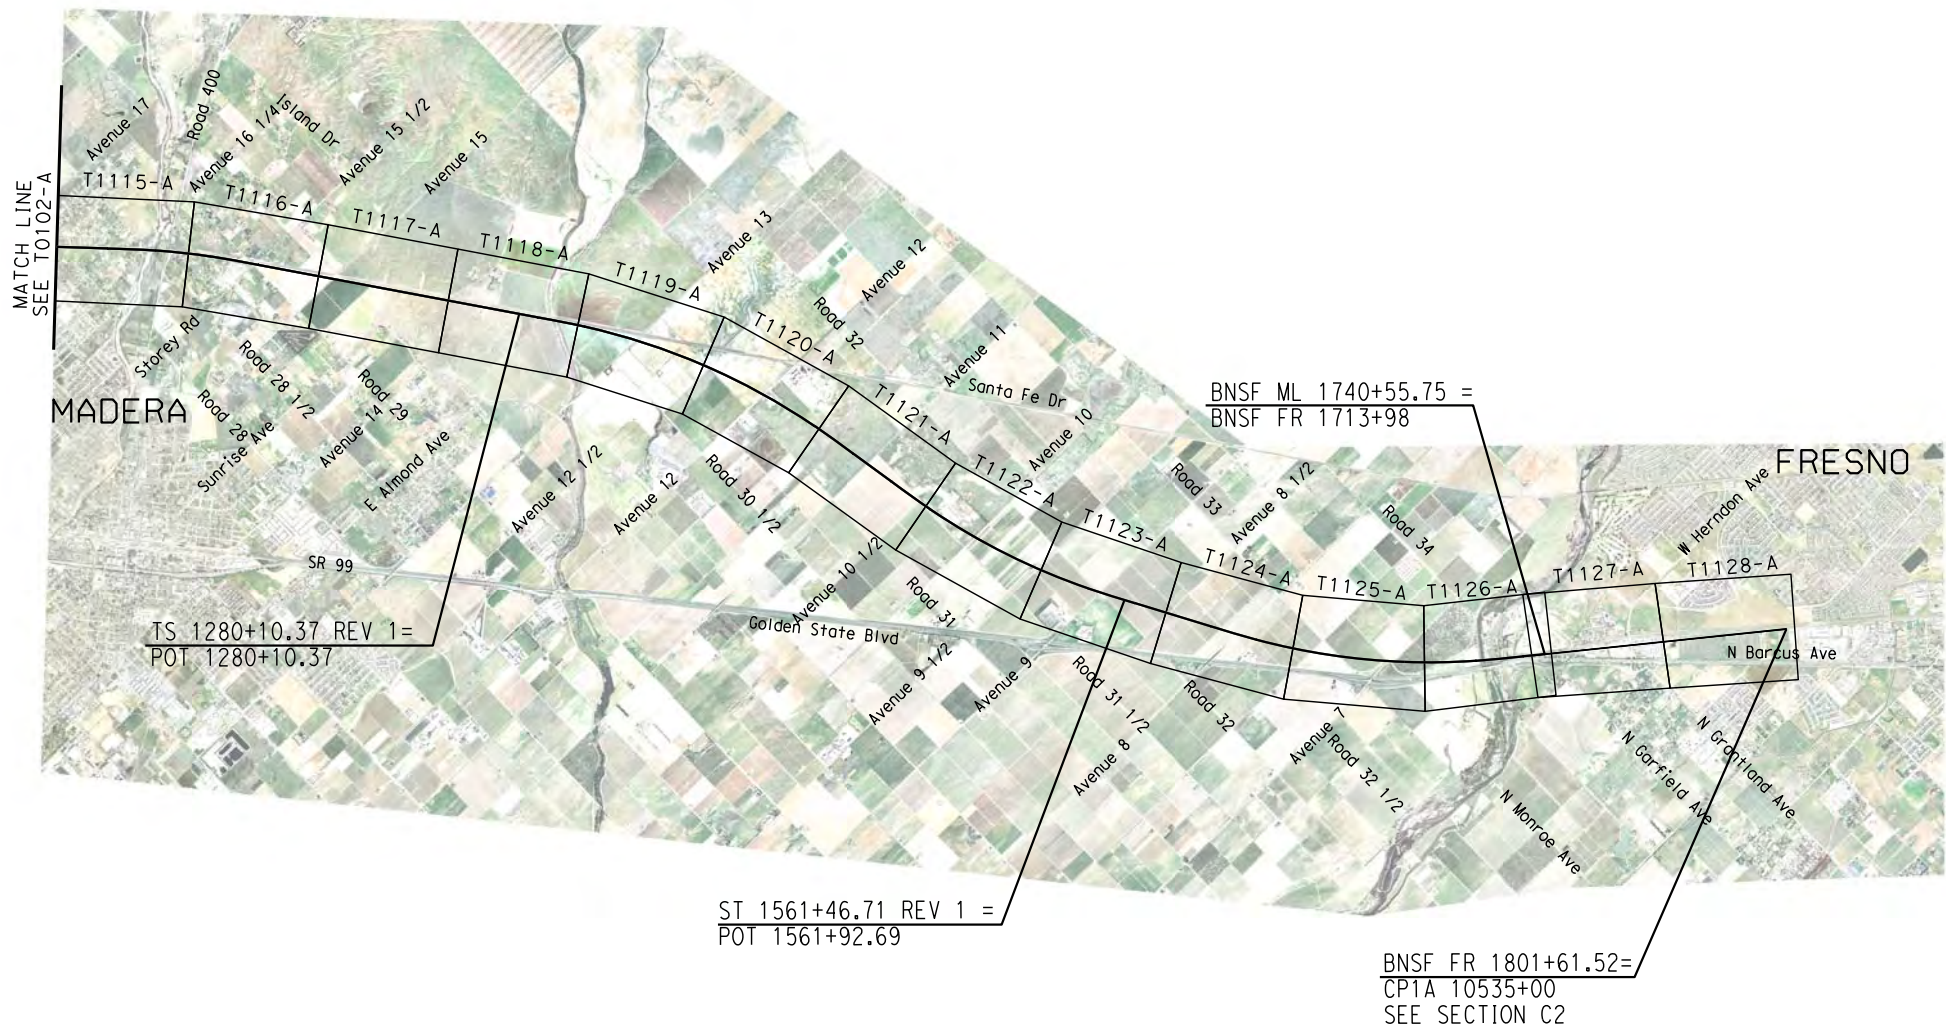 Avenue 17
Road 400
Avenue 16 1/4
Island Dr
Avenue 15 1/2
Avenue 15
MATCH LINE
SEE T0102-A
T1115-A
T1116-A
T1117-A
T1118-A
T1119-A
T1120-A
T1121-A
T1122-A
T1123-A
T1124-A
T1125-A
T1126-A
T1127-A
T1128-A
Avenue 13
Avenue 12
Road 32
Avenue 11
Santa Fe Dr
Avenue 10
Road 33
Avenue 8 1/2
Road 34
BNSF ML 1740+55.75 =
BNSF FR 1713+98
FRESNO
W Herndon Ave
MADERA
Storey Rd
Road 28 1/2
Road 28
Sunrise Ave
Road 29
Avenue 14
E Almond Ave
Avenue 12 1/2
Avenue 12
Road 30 1/2
SR 99
Avenue 10 1/2
Road 31
Golden State Blvd
Avenue 9 1/2
Avenue 9
Road 31 1/2
Road 32
Avenue 8
Avenue 7
Road 32 1/2
N Barcus Ave
N Grantland Ave
N Garfield Ave
N Monroe Ave
TS 1280+10.37 REV 1=
POT 1280+10.37
ST 1561+46.71 REV 1 =
POT 1561+92.69
BNSF FR 1801+61.52=
CP1A 10535+00
SEE SECTION C2